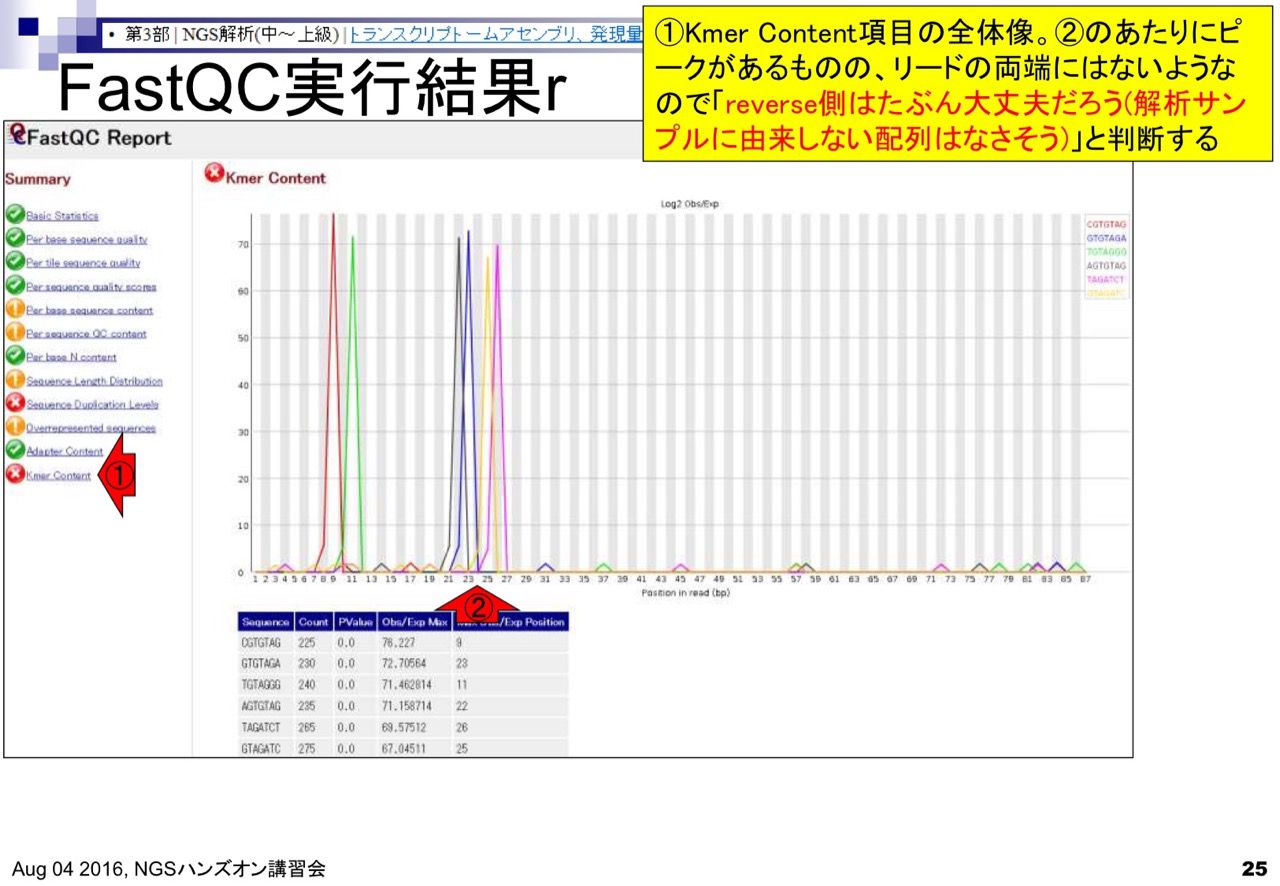 • 第3部 | NGS解析(中～上級) | トランスクリプトームアセンブリ、発現量
FastQC実行結果r
①Kmer Content項目の全体像。②のあたりにピ
ークがあるものの、リードの両端にはないような
ので「reverse側はたぶん大丈夫だろう(解析サン
プルに由来しない配列はなさそう)」と判断する
FastQC Report
Summary
Basic Statistics
Per base sequence quality
Per tile sequence quality
Per sequence quality scores
Per base sequence content
Per sequence GC content
Per base N content
Sequence Length Distribution
Sequence Duplication Levels
Overrepresented sequences
Adapter Content
Kmer Content
①
Kmer Content
Log2 Obs/Exp
CGTGTAG
GTGTAGA
TGTAGGG
AGTGTAG
TAGATCT
GTAGATC
70
60
50
40
30
20
10
0
1 2 3 4 5 6 7 8 9 11 13 15 17 19 21 23 25 27 29 31 33 35 37 39 41 43 45 47 49 51 53 55 57 59 61 63 65 67 69 71 73 75 77 79 81 83 85 87
Position in read (bp)
②
Sequence Count PValue Obs/Exp Max Max Obs/Exp Position
CGTGTAG 225 0.0 76.227 9
GTGTAGA 230 0.0 72.70564 23
TGTAGGG 240 0.0 71.462814 11
AGTGTAG 235 0.0 71.158714 22
TAGATCT 265 0.0 69.57512 26
GTAGATC 275 0.0 67.04511 25
Aug 04 2016, NGSハンズオン講習会
25